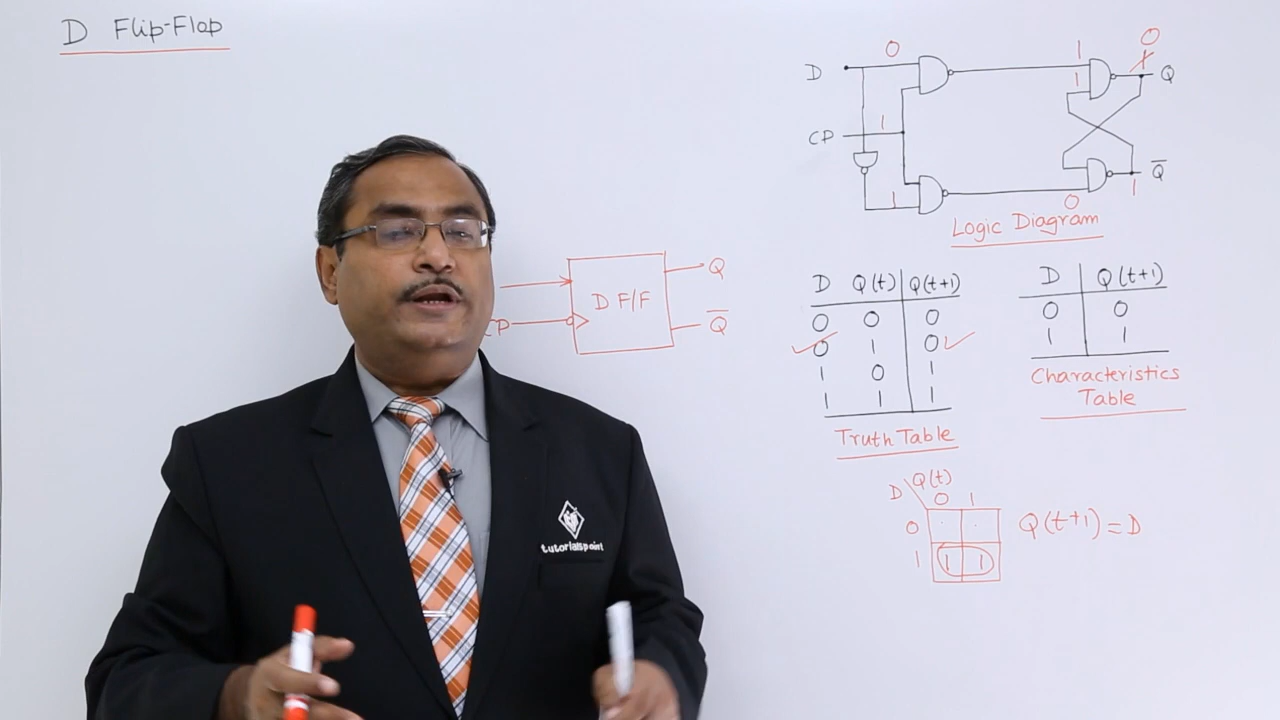 D Flip-Flop
D 0 1 1 0 Q
CP 1
1 0 1 Q̅
Logic Diagram
Q
D F/F
CP Q̅
D Q(t) Q(t+1)
0 0 0
0 1 0
1 0 1
1 1 1
Truth Table
D Q(t+1)
0 0
1 1
Characteristics
Table
Q(t)
D 0 1
0
1 1 1
Q(t+1) = D
tutorialspoint